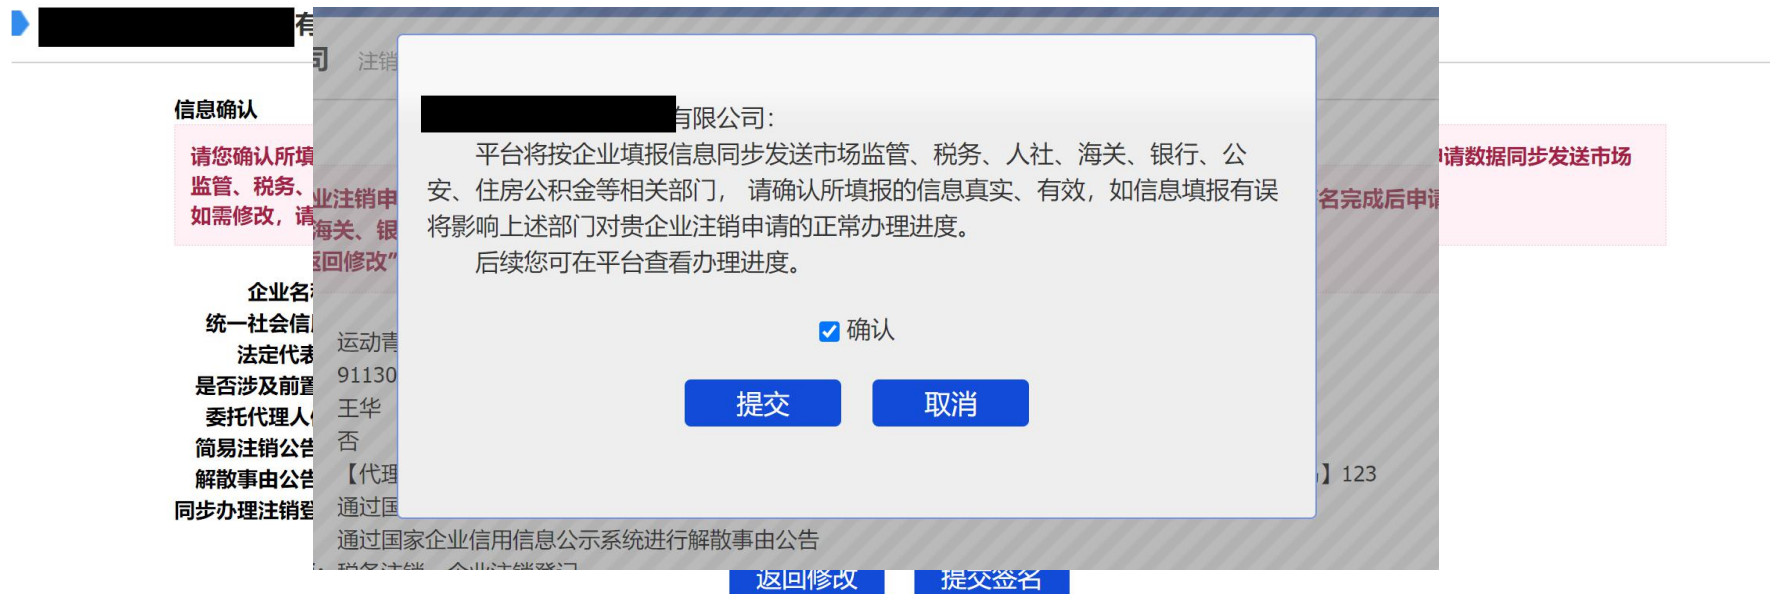 有
司 注销
信息确认
请您确认所填
监管、税务、
如需修改，请
请数据同步发送市场
业注销申
海关、银
返回修改”
名完成后申请
有限公司：
平台将按企业填报信息同步发送市场监管、税务、人社、海关、银行、公
安、住房公积金等相关部门， 请确认所填报的信息真实、有效，如信息填报有误
将影响上述部门对贵企业注销申请的正常办理进度。
后续您可在平台查看办理进度。
确认
提交 取消
企业名称
统一社会信
法定代表
是否涉及前置
委托代理人
简易注销公告
解散事由公告
同步办理注销登
运动青
91130
王华
否
【代理
】123
通过国
通过国家企业信用信息公示系统进行解散事由公告
税务注销、企业注销登记
返回修改 提交签名